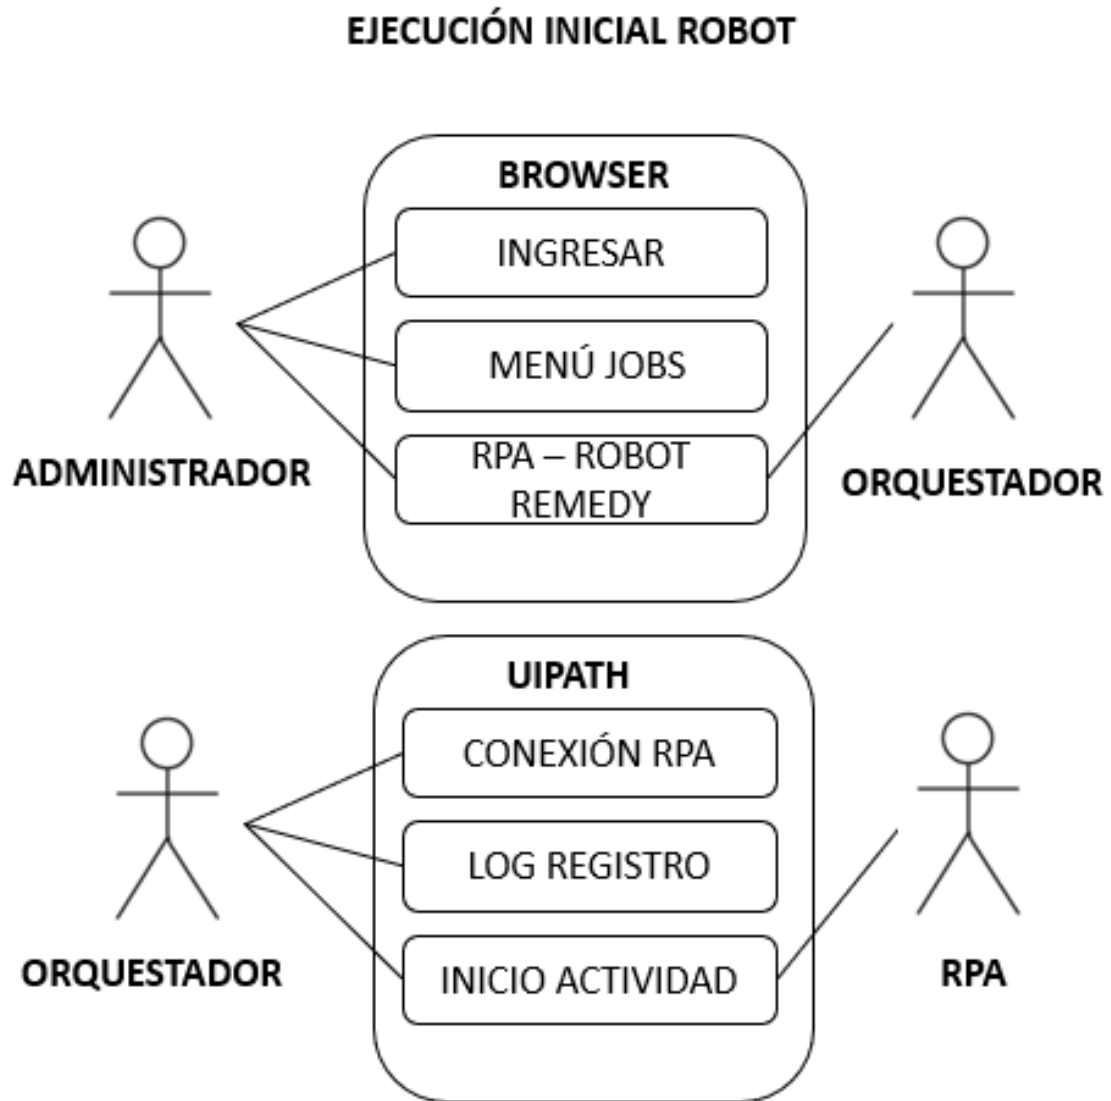 EJECUCIÓN INICIAL ROBOT
BROWSER
INGRESAR
MENÚ JOBS
RPA – ROBOT
REMEDY
ADMINISTRADOR
ORQUESTADOR
UIPATH
CONEXIÓN RPA
LOG REGISTRO
INICIO ACTIVIDAD
ORQUESTADOR
RPA